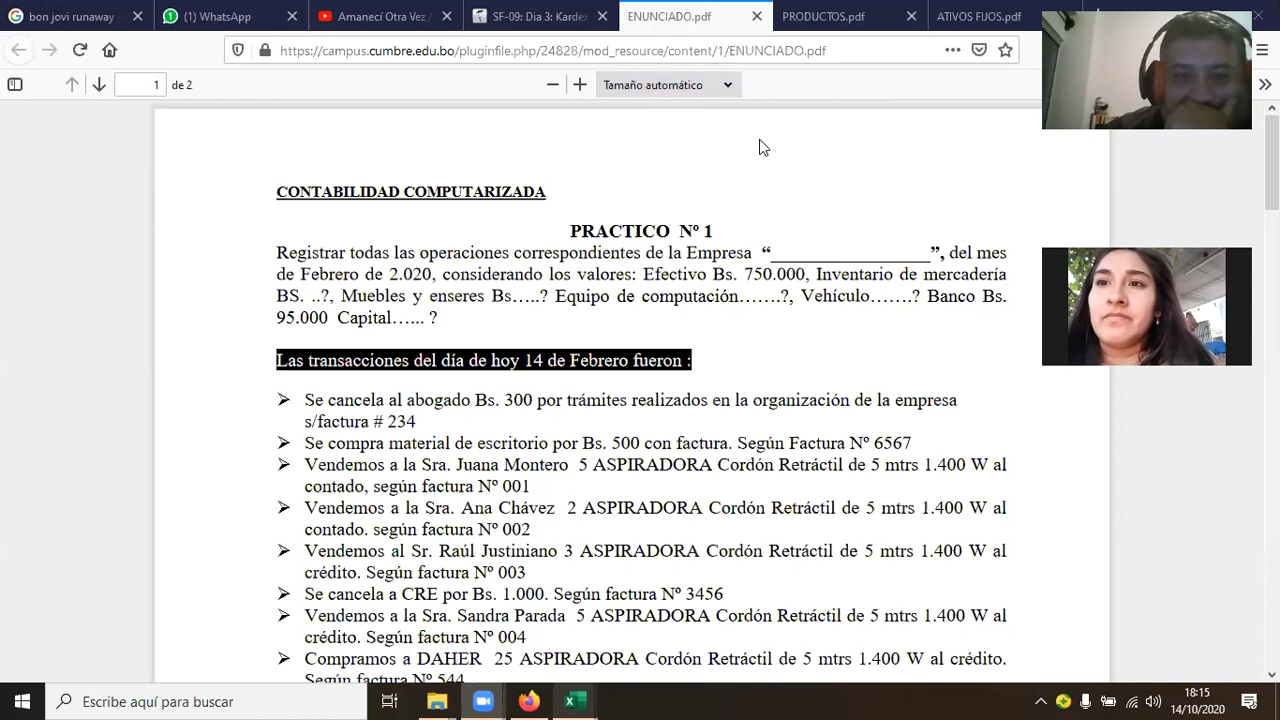 bon jovi runaway -
(1) WhatsApp
Amanecí Otra Vez /
SF-09: Dia 3: Karde
ENUNCIADO.pdf
PRODUCTOS.pdf
ATIVOS FIJOS.pdf
https://campus.cumbre.edu.bo/pluginfile.php/24828/mod_resource/content/1/ENUNCIADO.pdf
1 de 2
Tamaño automático
CONTABILIDAD COMPUTARIZADA
PRACTICO Nº 1
Registrar todas las operaciones correspondientes de la Empresa “_________________”, del mes
de Febrero de 2.020, considerando los valores: Efectivo Bs. 750.000, Inventario de mercadería
BS. ..?, Muebles y enseres Bs…..? Equipo de computación…….?, Vehículo…….? Banco Bs.
95.000 Capital…... ?
Las transacciones del día de hoy 14 de Febrero fueron :
➢ Se cancela al abogado Bs. 300 por trámites realizados en la organización de la empresa
s/factura # 234
➢ Se compra material de escritorio por Bs. 500 con factura. Según Factura Nº 6567
➢ Vendemos a la Sra. Juana Montero 5 ASPIRADORA Cordón Retráctil de 5 mtrs 1.400 W al
contado, según factura Nº 001
➢ Vendemos a la Sra. Ana Chávez 2 ASPIRADORA Cordón Retráctil de 5 mtrs 1.400 W al
contado. según factura Nº 002
➢ Vendemos al Sr. Raúl Justiniano 3 ASPIRADORA Cordón Retráctil de 5 mtrs 1.400 W al
crédito. Según factura Nº 003
➢ Se cancela a CRE por Bs. 1.000. Según factura Nº 3456
➢ Vendemos a la Sra. Sandra Parada 5 ASPIRADORA Cordón Retráctil de 5 mtrs 1.400 W al
crédito. Según factura Nº 004
➢ Compramos a DAHER 25 ASPIRADORA Cordón Retráctil de 5 mtrs 1.400 W al crédito.
Según factura 544
Escribe aquí para buscar
18:15
14/10/2020